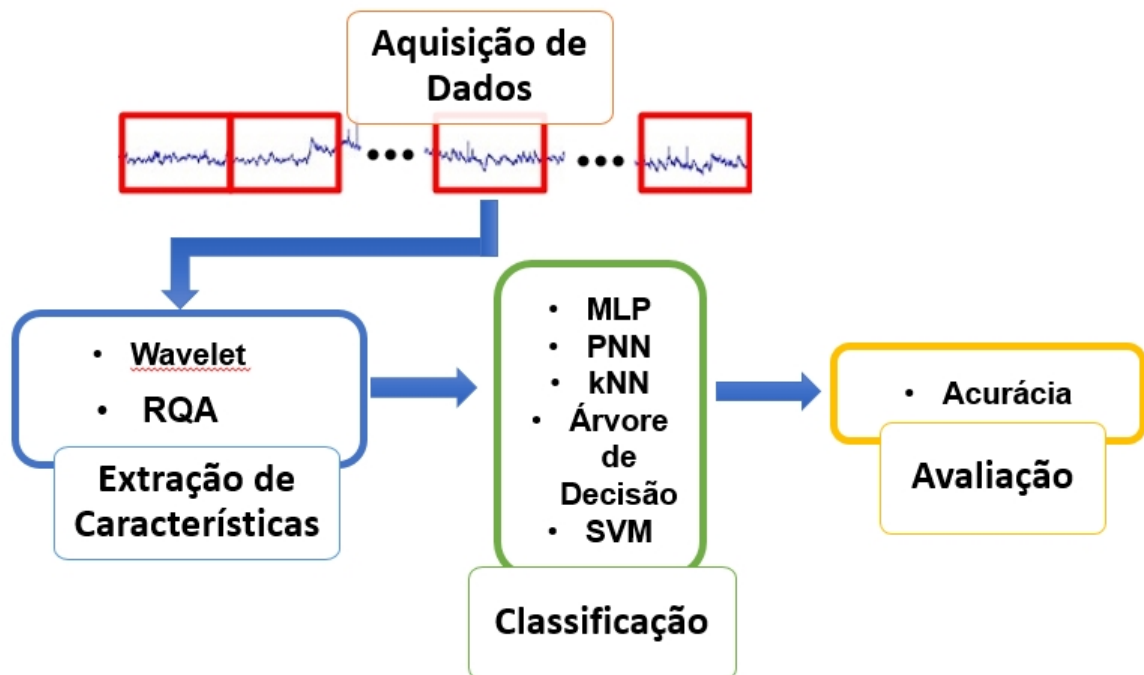 Aquisição de
Dados
• Wavelet
• RQA
Extração de
Características
• MLP
• PNN
• kNN
• Árvore
de
Decisão
• SVM
Classificação
• Acurácia
Avaliação